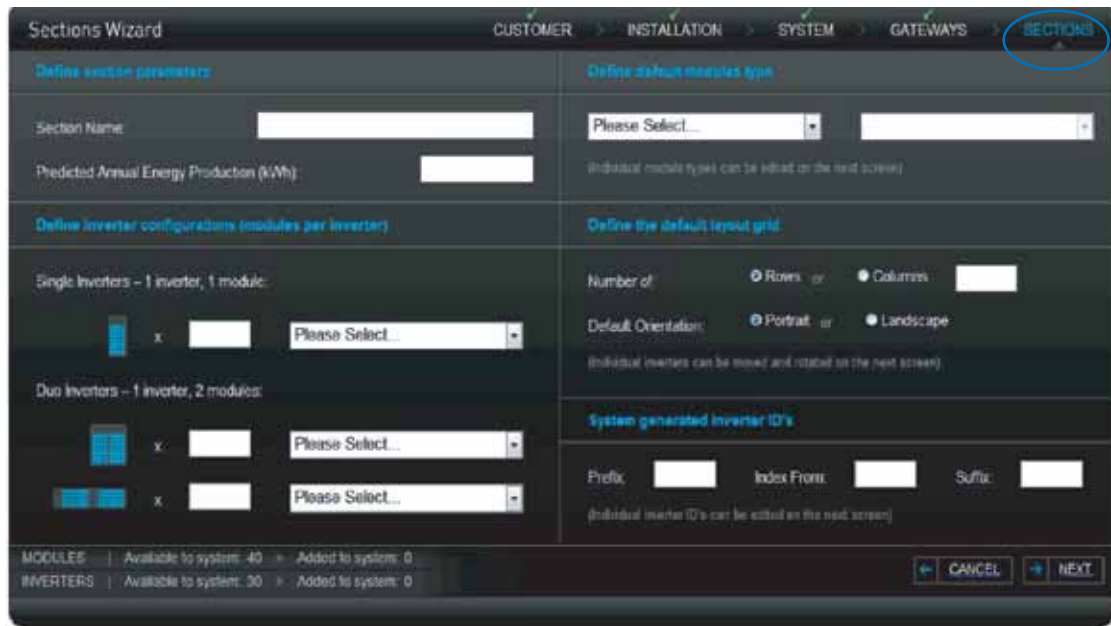 Sections Wizard
CUSTOMER > INSTALLATION > SYSTEM > GATEWAYS > SECTIONS
Define section parameters
Section Name:
Predicted Annual Energy Production (kWh):
Define default modules type
Please Select...
(Individual module types can be edited on the next screen)
Define inverter configurations (modules per inverter)
Single Inverters – 1 inverter, 1 module:
x Please Select...
Duo Inverters – 1 inverter, 2 modules:
x Please Select...
x Please Select...
Define the default layout grid
Number of: Rows or Columns
Default Orientation: Portrait or Landscape
(Individual inverters can be moved and rotated on the next screen)
System generated inverter ID's
Prefix: Index From: Suffix:
(Individual inverter ID's can be edited on the next screen)
MODULES | Available to system: 40 > Added to system: 0
INVERTERS | Available to system: 30 > Added to system: 0
CANCEL NEXT